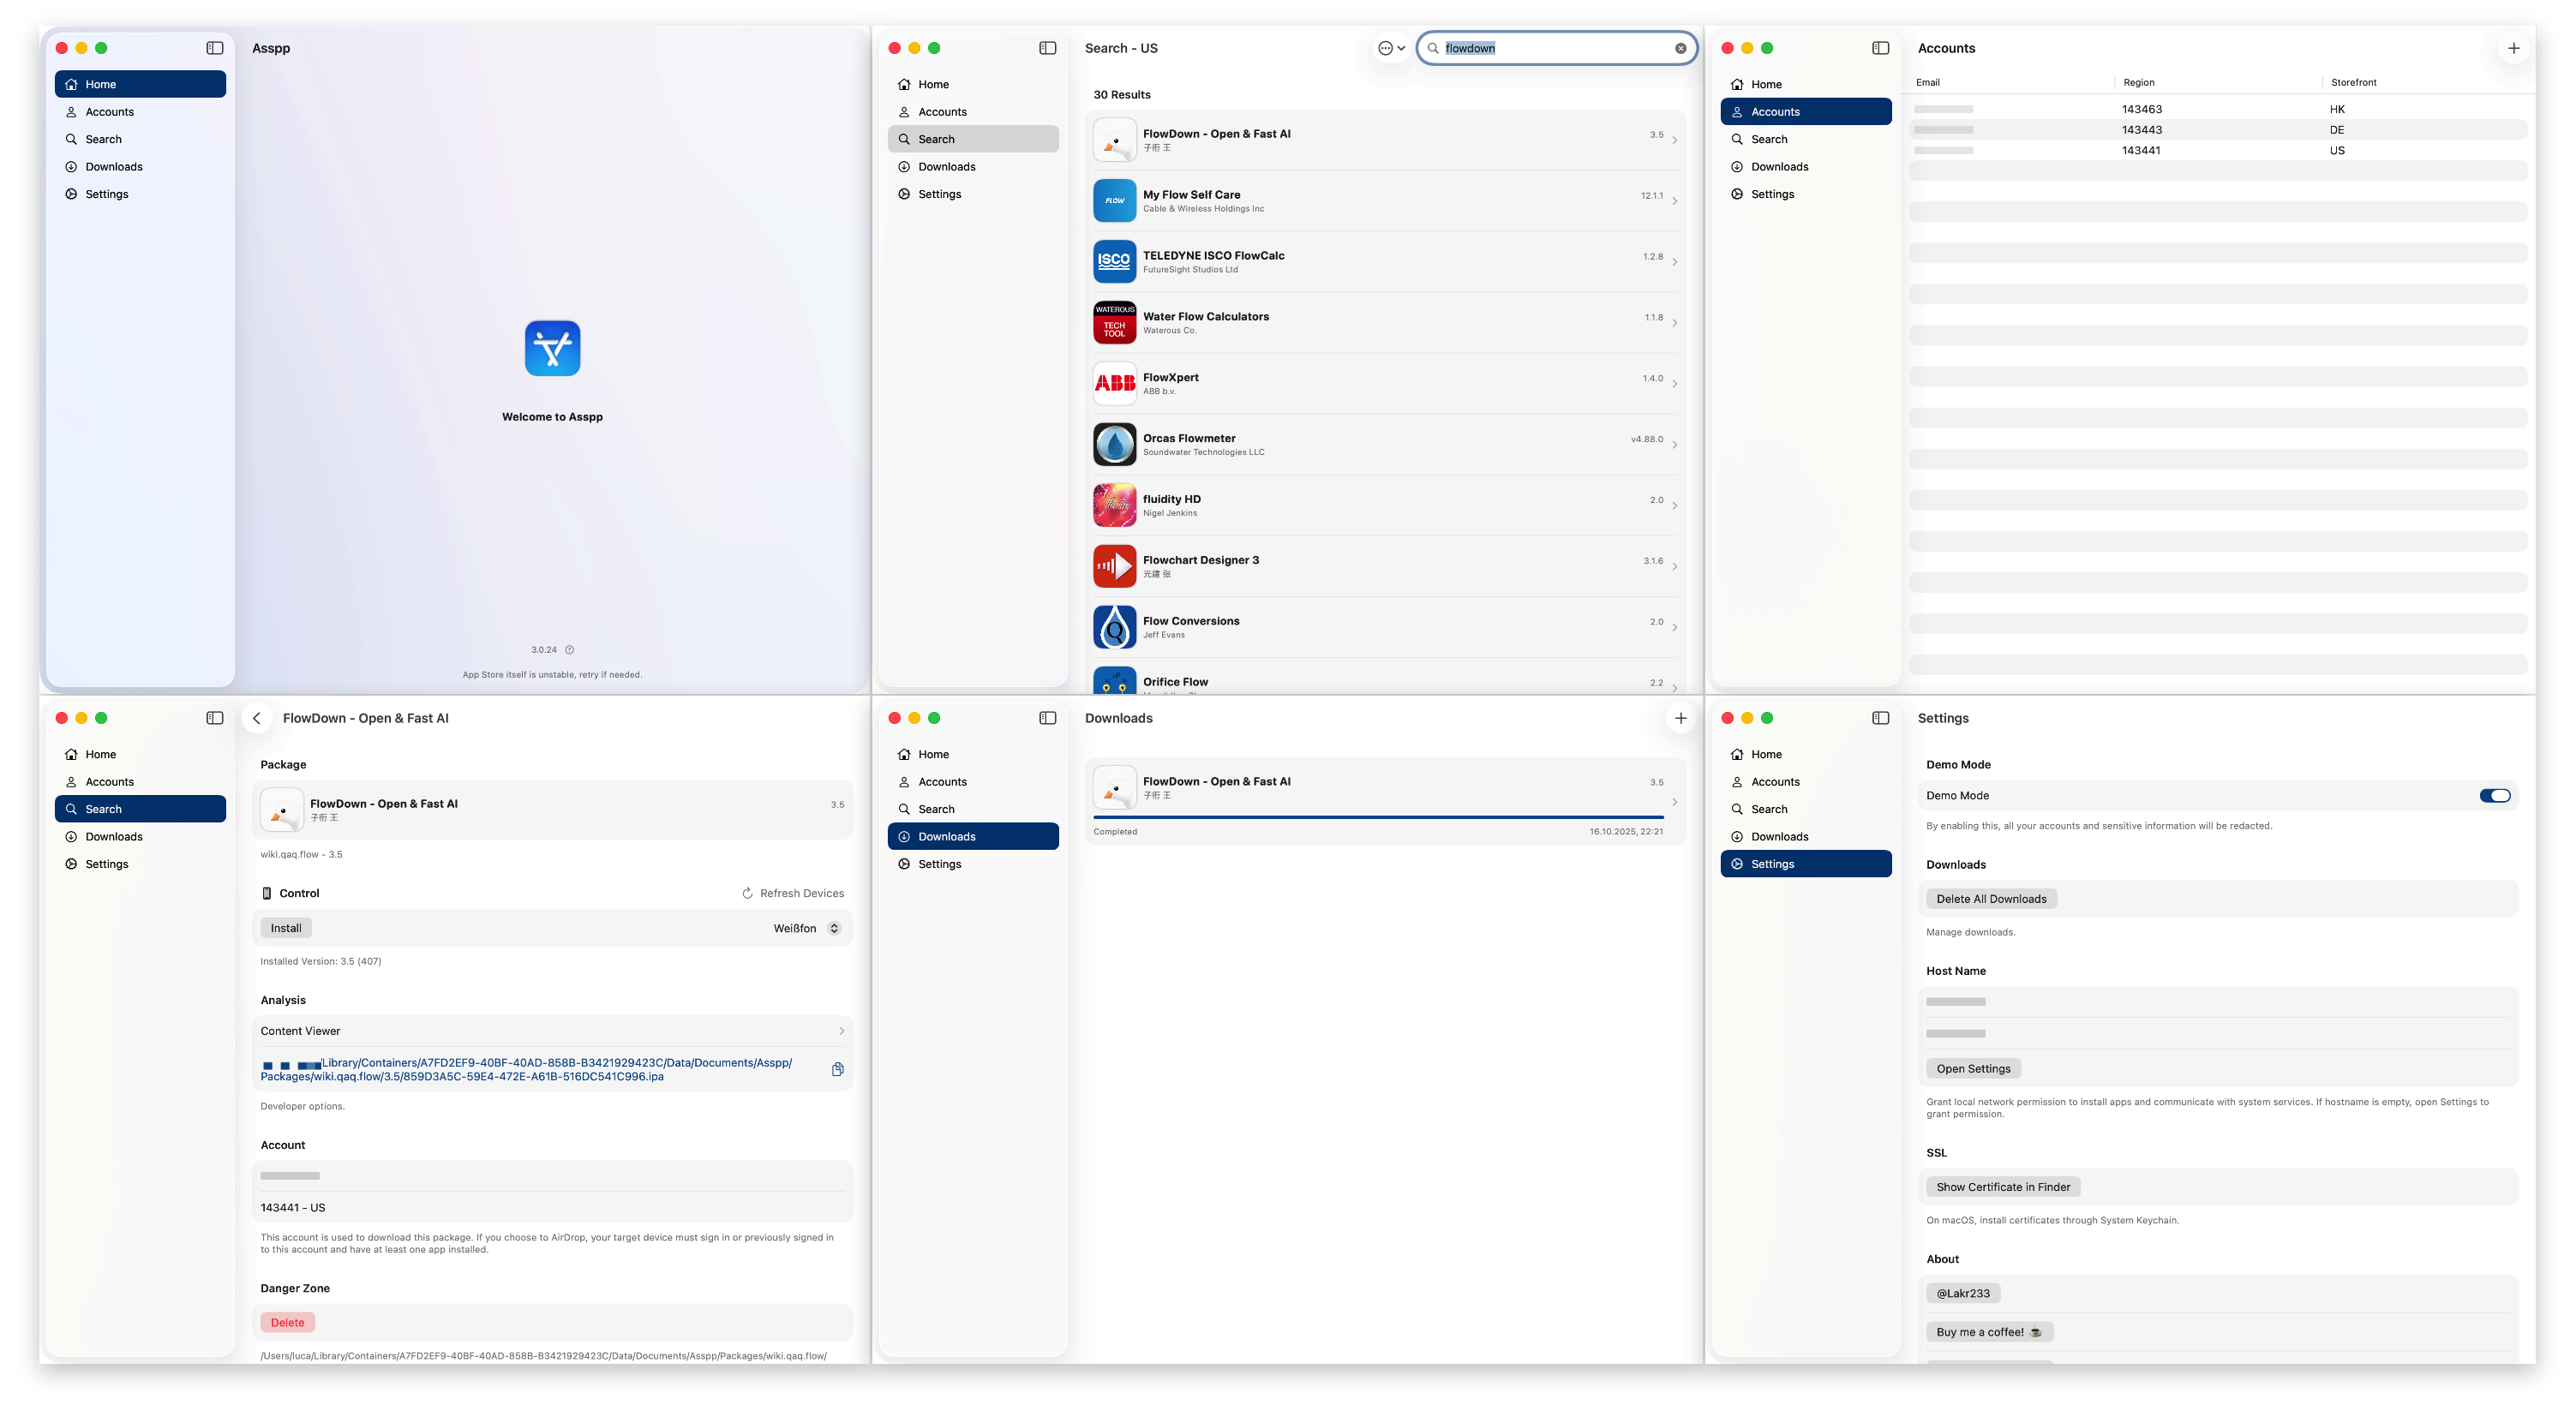 Asspp
Home
Accounts
Search
Downloads
Settings
Welcome to Asspp
3.0.24
App Store itself is unstable, retry if needed.
Search - US
flowdown
Home
Accounts
Search
Downloads
Settings
30 Results
FlowDown - Open & Fast AI
3.5
子衎 王
FLOW
My Flow Self Care
12.1.1
Cable & Wireless Holdings Inc
ISCO
TELEDYNE ISCO FlowCalc
1.2.8
FutureSight Studios Ltd
WATEROUS
TECH
TOOL
Water Flow Calculators
1.1.8
Waterous Co.
ABB
FlowXpert
1.4.0
ABB b.v.
Orcas Flowmeter
v4.88.0
Soundwater Technologies LLC
fluidity HD
2.0
Nigel Jenkins
Flowchart Designer 3
3.1.6
光建 张
Flow Conversions
2.0
Jeff Evans
Orifice Flow
2.2
Accounts
Home
Accounts
Search
Downloads
Settings
Email Region Storefront
143463 HK
143443 DE
143441 US
FlowDown - Open & Fast AI
Home
Accounts
Search
Downloads
Settings
Package
FlowDown - Open & Fast AI
3.5
子衎 王
wiki.qaq.flow - 3.5
Control
Refresh Devices
Install
Weißfon
Installed Version: 3.5 (407)
Analysis
Content Viewer
/Library/Containers/A7FD2EF9-40BF-40AD-858B-B3421929423C/Data/Documents/Asspp/
Packages/wiki.qaq.flow/3.5/859D3A5C-59E4-472E-A61B-516DC541C996.ipa
Developer options.
Account
143441 - US
This account is used to download this package. If you choose to AirDrop, your target device must sign in or previously signed in
to this account and have at least one app installed.
Danger Zone
Delete
/Users/luca/Library/Containers/A7FD2EF9-40BF-40AD-858B-B3421929423C/Data/Documents/Asspp/Packages/wiki.qaq.flow/
Downloads
Home
Accounts
Search
Downloads
Settings
FlowDown - Open & Fast AI
3.5
子衎 王
Completed
16.10.2025, 22:21
Settings
Home
Accounts
Search
Downloads
Settings
Demo Mode
Demo Mode
By enabling this, all your accounts and sensitive information will be redacted.
Downloads
Delete All Downloads
Manage downloads.
Host Name
Open Settings
Grant local network permission to install apps and communicate with system services. If hostname is empty, open Settings to
grant permission.
SSL
Show Certificate in Finder
On macOS, install certificates through System Keychain.
About
@Lakr233
Buy me a coffee! ☕